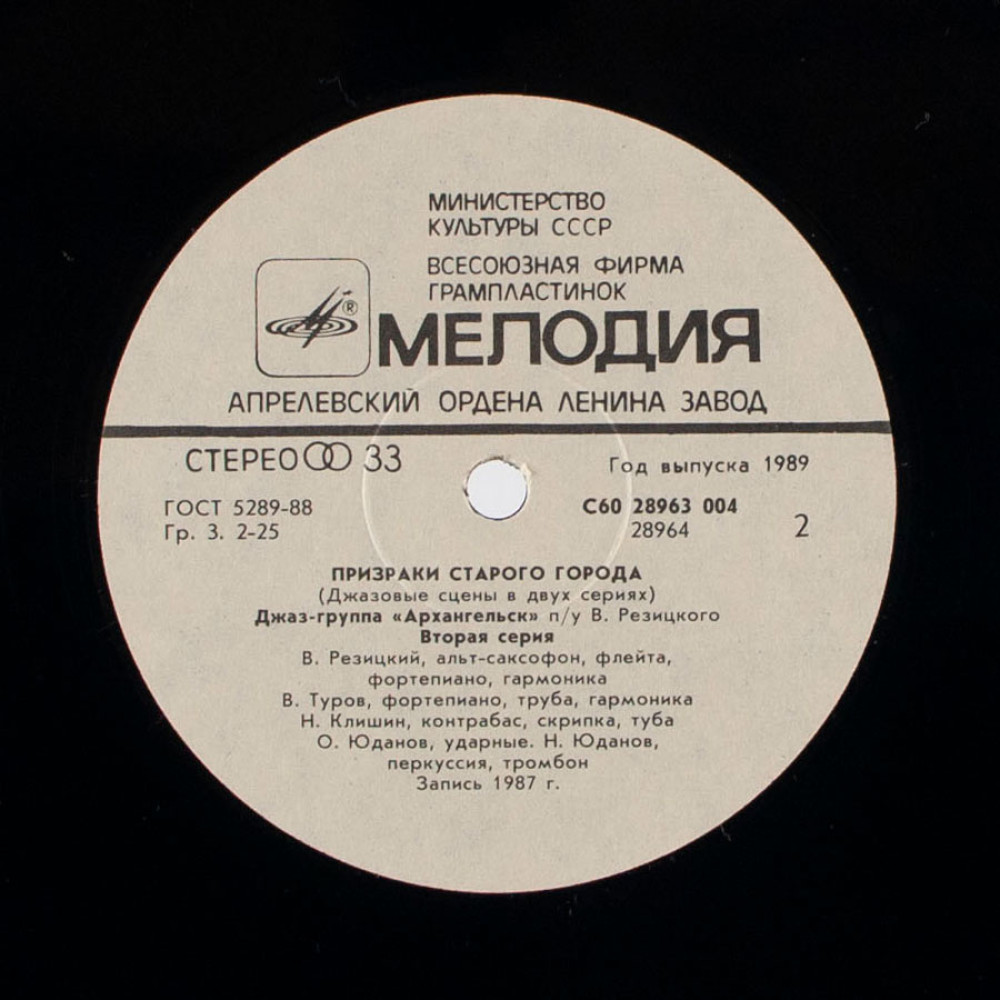 МИНИСТЕРСТВО
КУЛЬТУРЫ СССР
ВСЕСОЮЗНАЯ ФИРМА
ГРАМПЛАСТИНОК
®
МЕЛОДИЯ
АПРЕЛЕВСКИЙ ОРДЕНА ЛЕНИНА ЗАВОД
СТЕРЕО 33
Год выпуска 1989
ГОСТ 5289-88
Гр. 3. 2-25
С60 28963 004
28964
2
ПРИЗРАКИ СТАРОГО ГОРОДА
(Джазовые сцены в двух сериях)
Джаз-группа «Архангельск» п/у В. Резицкого
Вторая серия
В. Резицкий, альт-саксофон, флейта,
фортепиано, гармоника
В. Туров, фортепиано, труба, гармоника
Н. Клишин, контрабас, скрипка, туба
О. Юданов, ударные. Н. Юданов,
перкуссия, тромбон
Запись 1987 г.